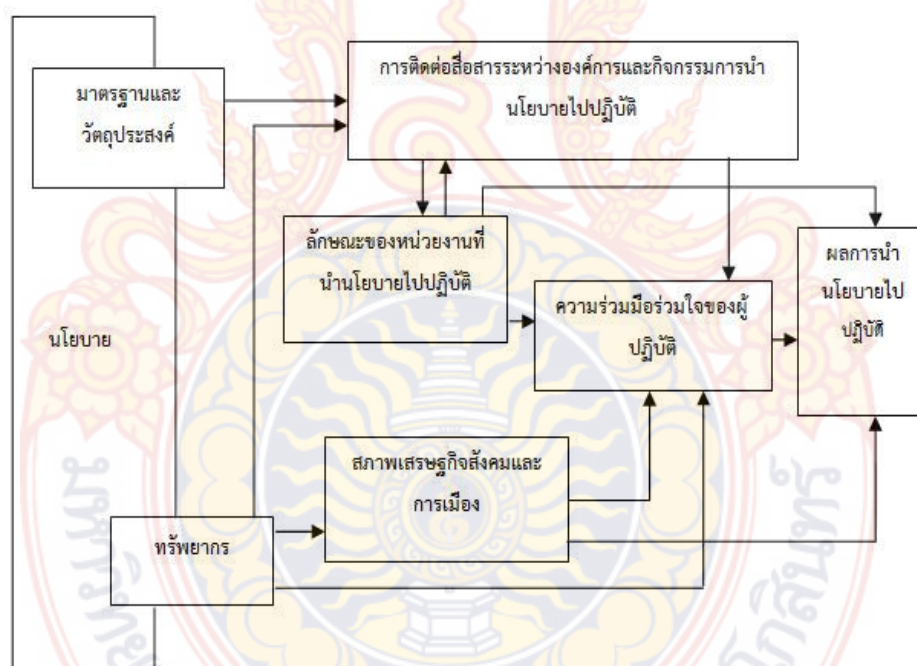 การติดต่อสื่อสารระหว่างองค์การและกิจกรรมการนำ
นโยบายไปปฏิบัติ
มาตรฐานและ
วัตถุประสงค์
ลักษณะของหน่วยงานที่
นำนโยบายไปปฏิบัติ
ผลการนำ
นโยบายไป
ปฏิบัติ
ความร่วมมือร่วมใจของผู้
ปฏิบัติ
นโยบาย
สภาพเศรษฐกิจสังคมและ
การเมือง
ทรัพยากร